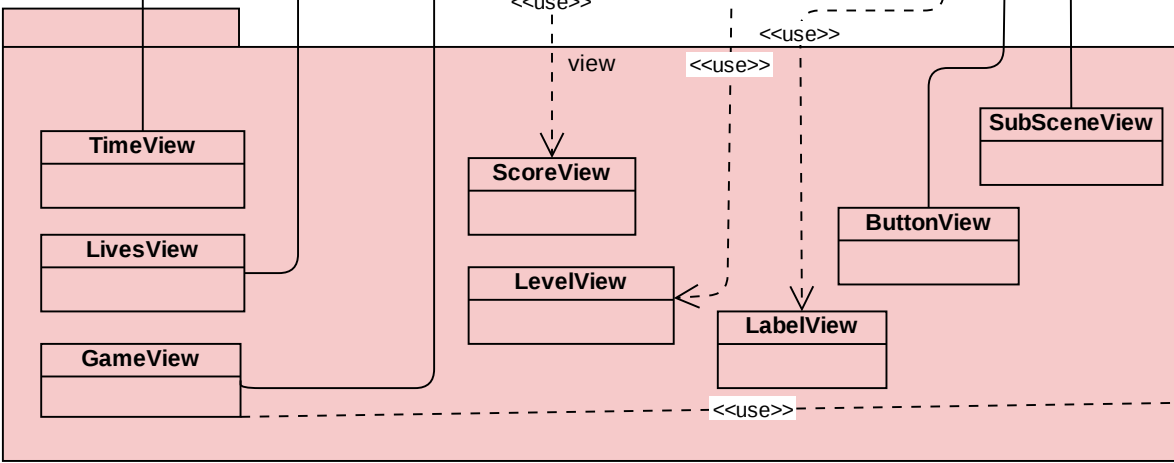 <<use>>
<<use>>
view
<<use>>
SubSceneView
TimeView
ScoreView
ButtonView
LivesView
LevelView
LabelView
GameView
<<use>>